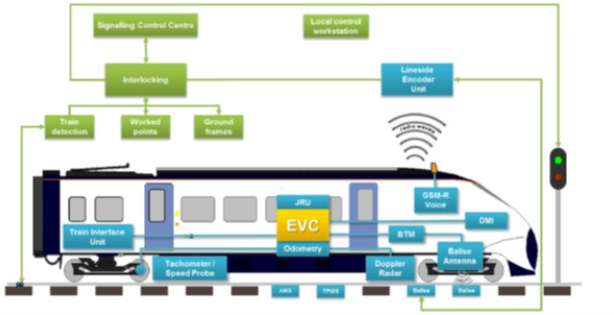 Signalling Control Centre
Local control
workstation
Interlocking
Lineside
Encoder
Unit
Train
detection
Worked
points
Ground
frames
radio waves
GSM-R
Voice
JRU
EVC
Odometry
DMI
BTM
Train Interface
Unit
Balise
Antenna
Tachometer /
Speed Probe
Doppler
Radar
AWS
TPWS
Balise
Balise